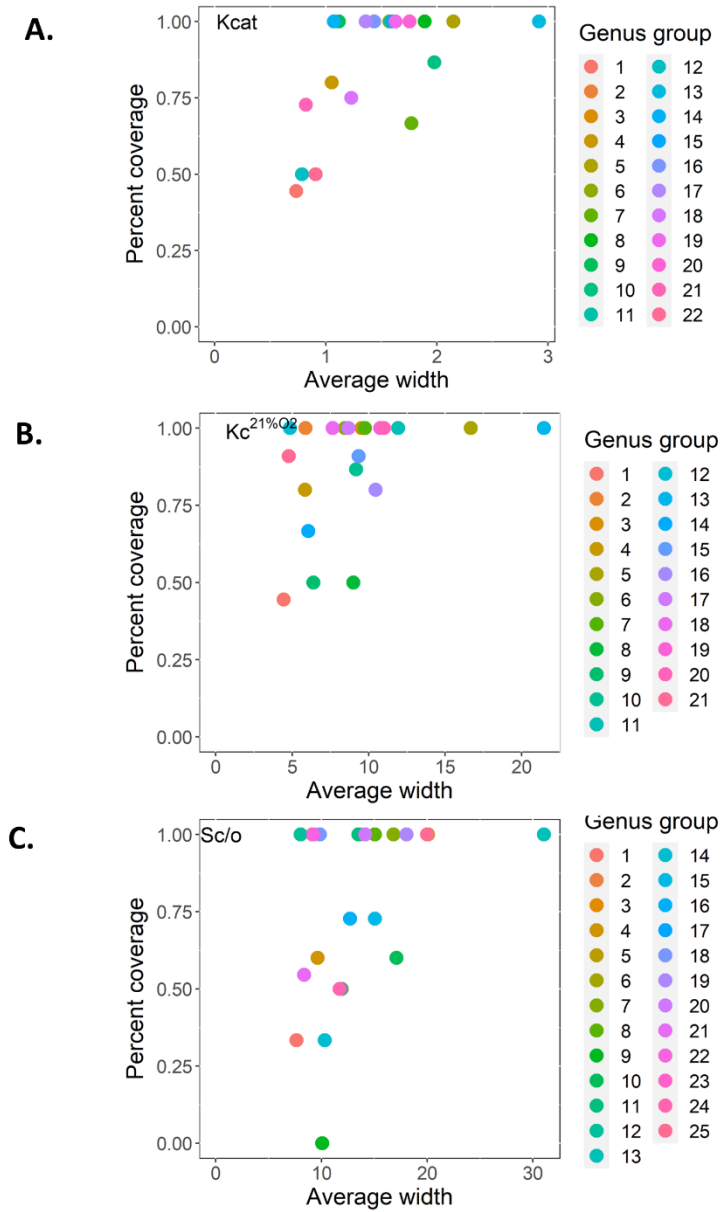 A.
Kcat
Percent coverage
1.00
0.75
0.50
0.25
0.00
0 1 2 3
Average width
Genus group
1 12
2 13
3 14
4 15
5 16
6 17
7 18
8 19
9 20
10 21
11 22
B.
Kc21%O2
Percent coverage
1.00
0.75
0.50
0.25
0.00
0 5 10 15 20
Average width
Genus group
1 12
2 13
3 14
4 15
5 16
6 17
7 18
8 19
9 20
10 21
11
C.
Sc/o
Percent coverage
1.00
0.75
0.50
0.25
0.00
0 10 20 30
Average width
Genus group
1 14
2 15
3 16
4 17
5 18
6 19
7 20
8 21
9 22
10 23
11 24
12 25
13